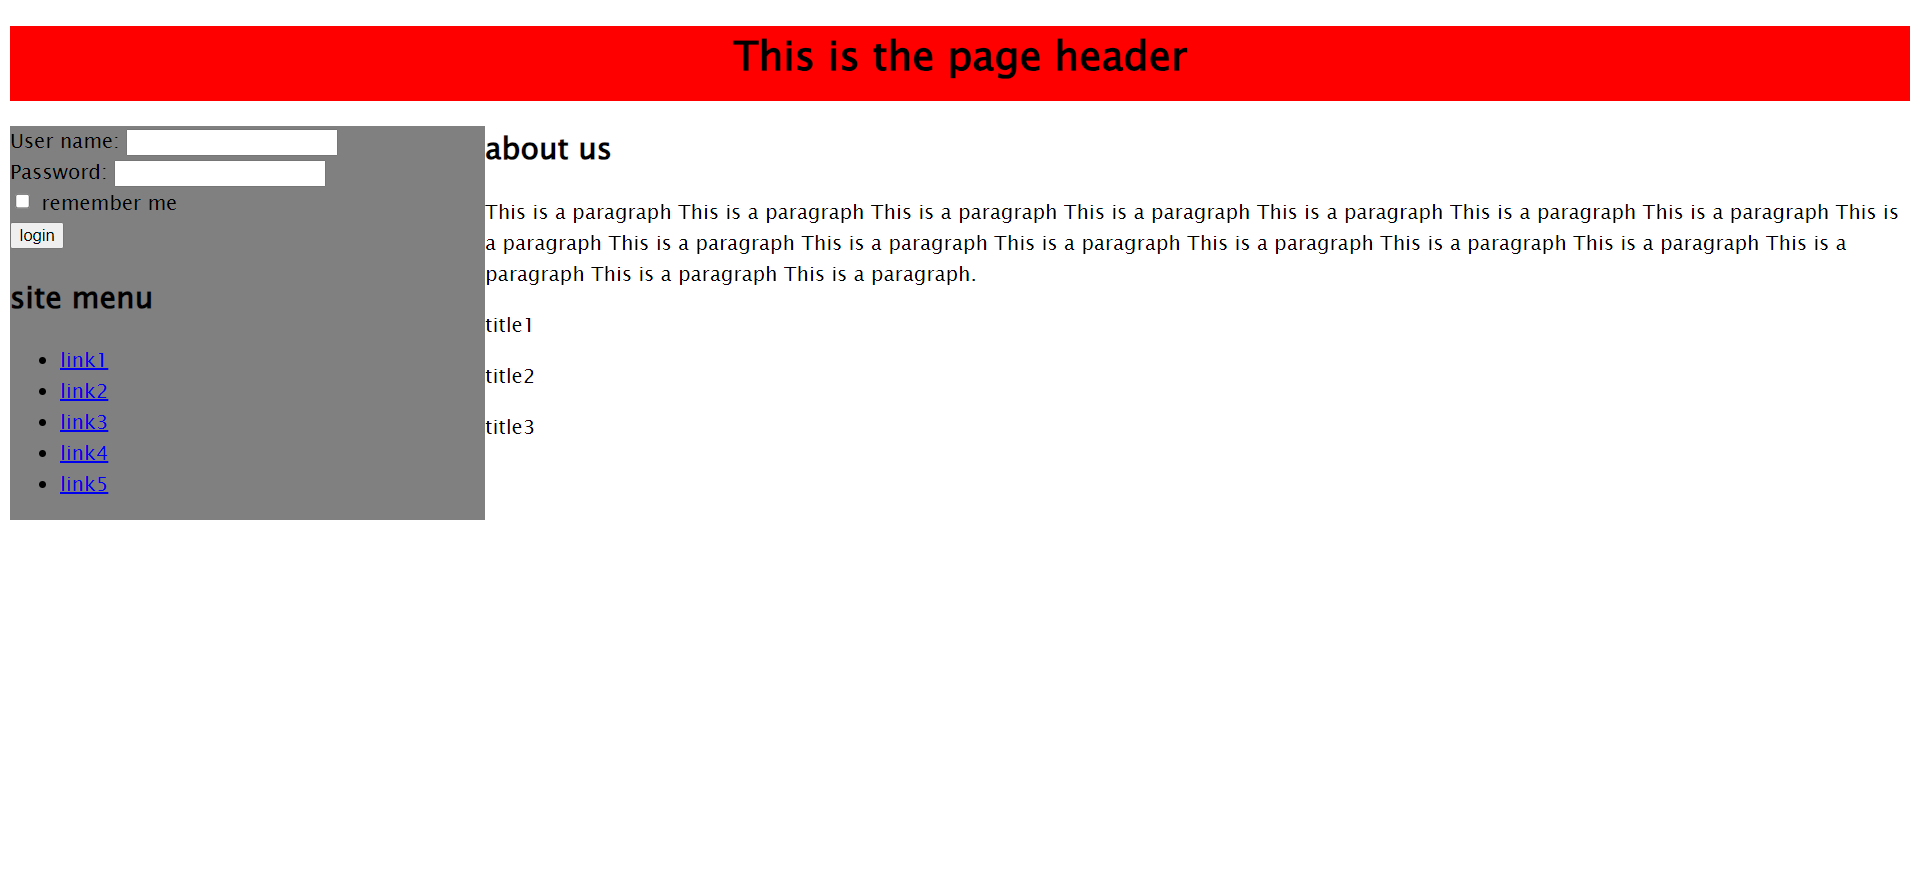 This is the page header
User name:
Password:
remember me
login
site menu
link1
link2
link3
link4
link5
about us
This is a paragraph This is a paragraph This is a paragraph This is a paragraph This is a paragraph This is a paragraph This is a paragraph This is
a paragraph This is a paragraph This is a paragraph This is a paragraph This is a paragraph This is a paragraph This is a paragraph This is a
paragraph This is a paragraph This is a paragraph.
title1
title2
title3